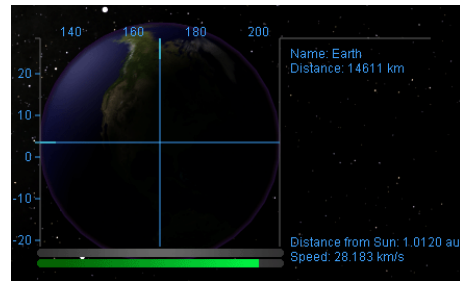 140 160 180 200
Name: Earth
Distance: 14611 km
20
10
0
-10
-20
Distance from Sun: 1.0120 au
Speed: 28.183 km/s